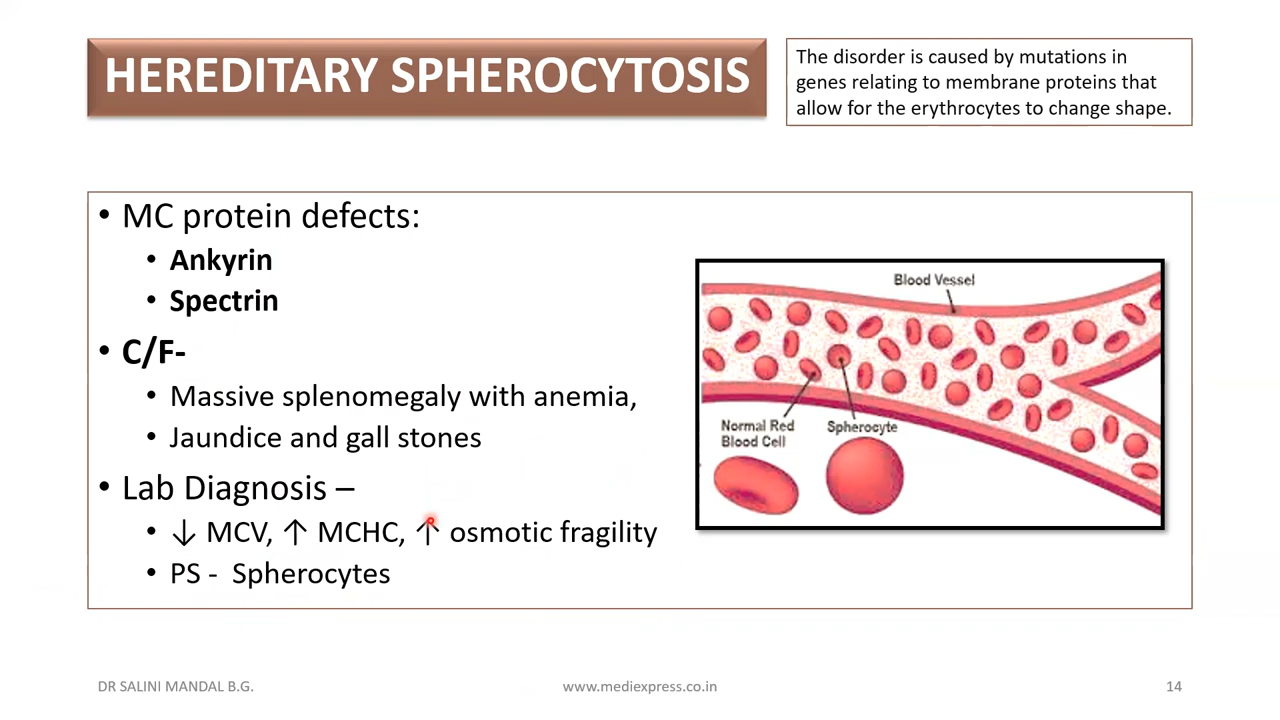 HEREDITARY SPHEROCYTOSIS
The disorder is caused by mutations in
genes relating to membrane proteins that
allow for the erythrocytes to change shape.
• MC protein defects:
• Ankyrin
• Spectrin
• C/F-
• Massive splenomegaly with anemia,
• Jaundice and gall stones
• Lab Diagnosis –
• ↓ MCV, ↑ MCHC, ↑ osmotic fragility
• PS - Spherocytes
Blood Vessel
Normal Red
Blood Cell
Spherocyte
DR SALINI MANDAL B.G.
www.mediexpress.co.in
14